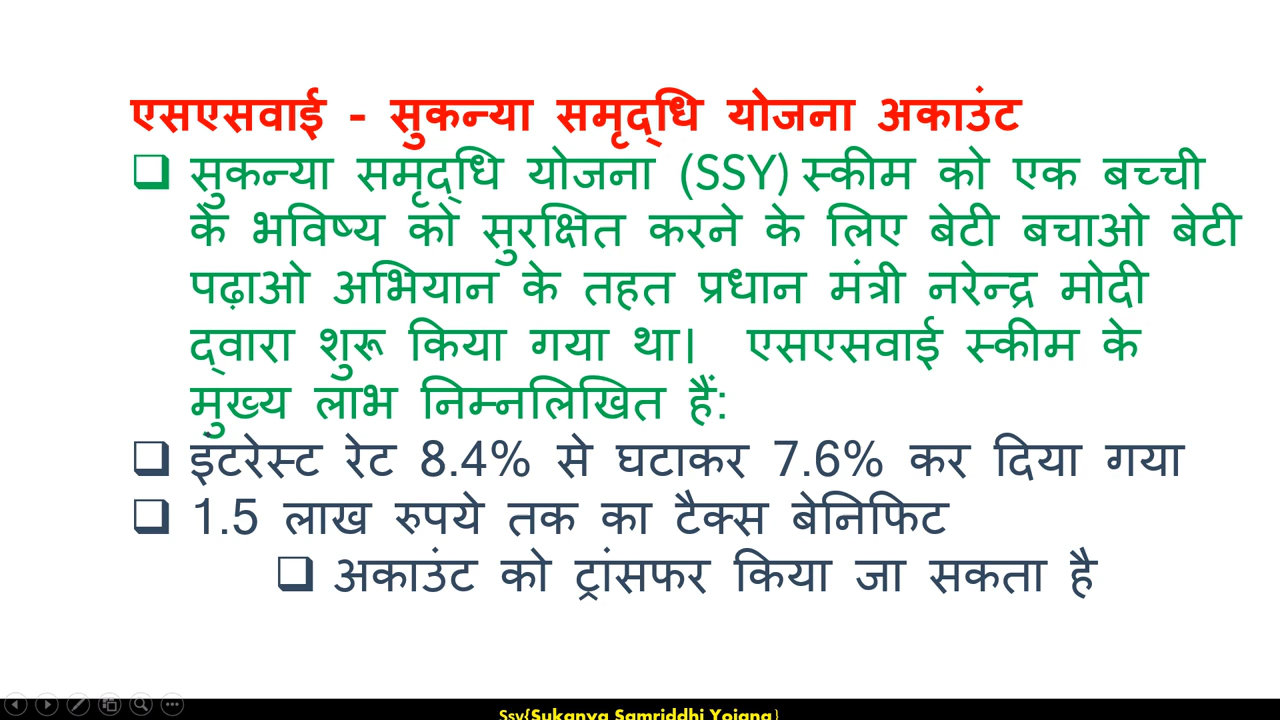 एसएसवाई - सुकन्या समृद्धि योजना अकाउंट
सुकन्या समृद्धि योजना (SSY) स्कीम को एक बच्ची
के भविष्य को सुरक्षित करने के लिए बेटी बचाओ बेटी
पढ़ाओ अभियान के तहत प्रधान मंत्री नरेन्द्र मोदी
द्वारा शुरू किया गया था। एसएसवाई स्कीम के
मुख्य लाभ निम्नलिखित हैं:
इंटरेस्ट रेट 8.4% से घटाकर 7.6% कर दिया गया
1.5 लाख रुपये तक का टैक्स बेनिफिट
अकाउंट को ट्रांसफर किया जा सकता है
Ssy{Sukanya Samriddhi Yojana}